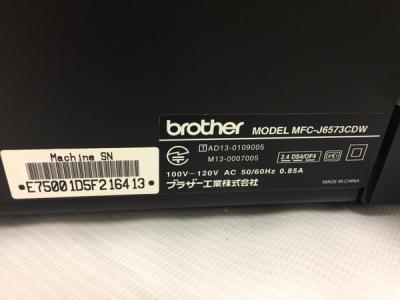 brother MODEL MFC-J6573CDW
T AD13-0109005
M13-0007005
2.4 DS4/OF4
100V-120V AC 50/60Hz 0.85A
ブラザー工業株式会社
MADE IN CHINA
Machine SN
*E75001D5F216413*